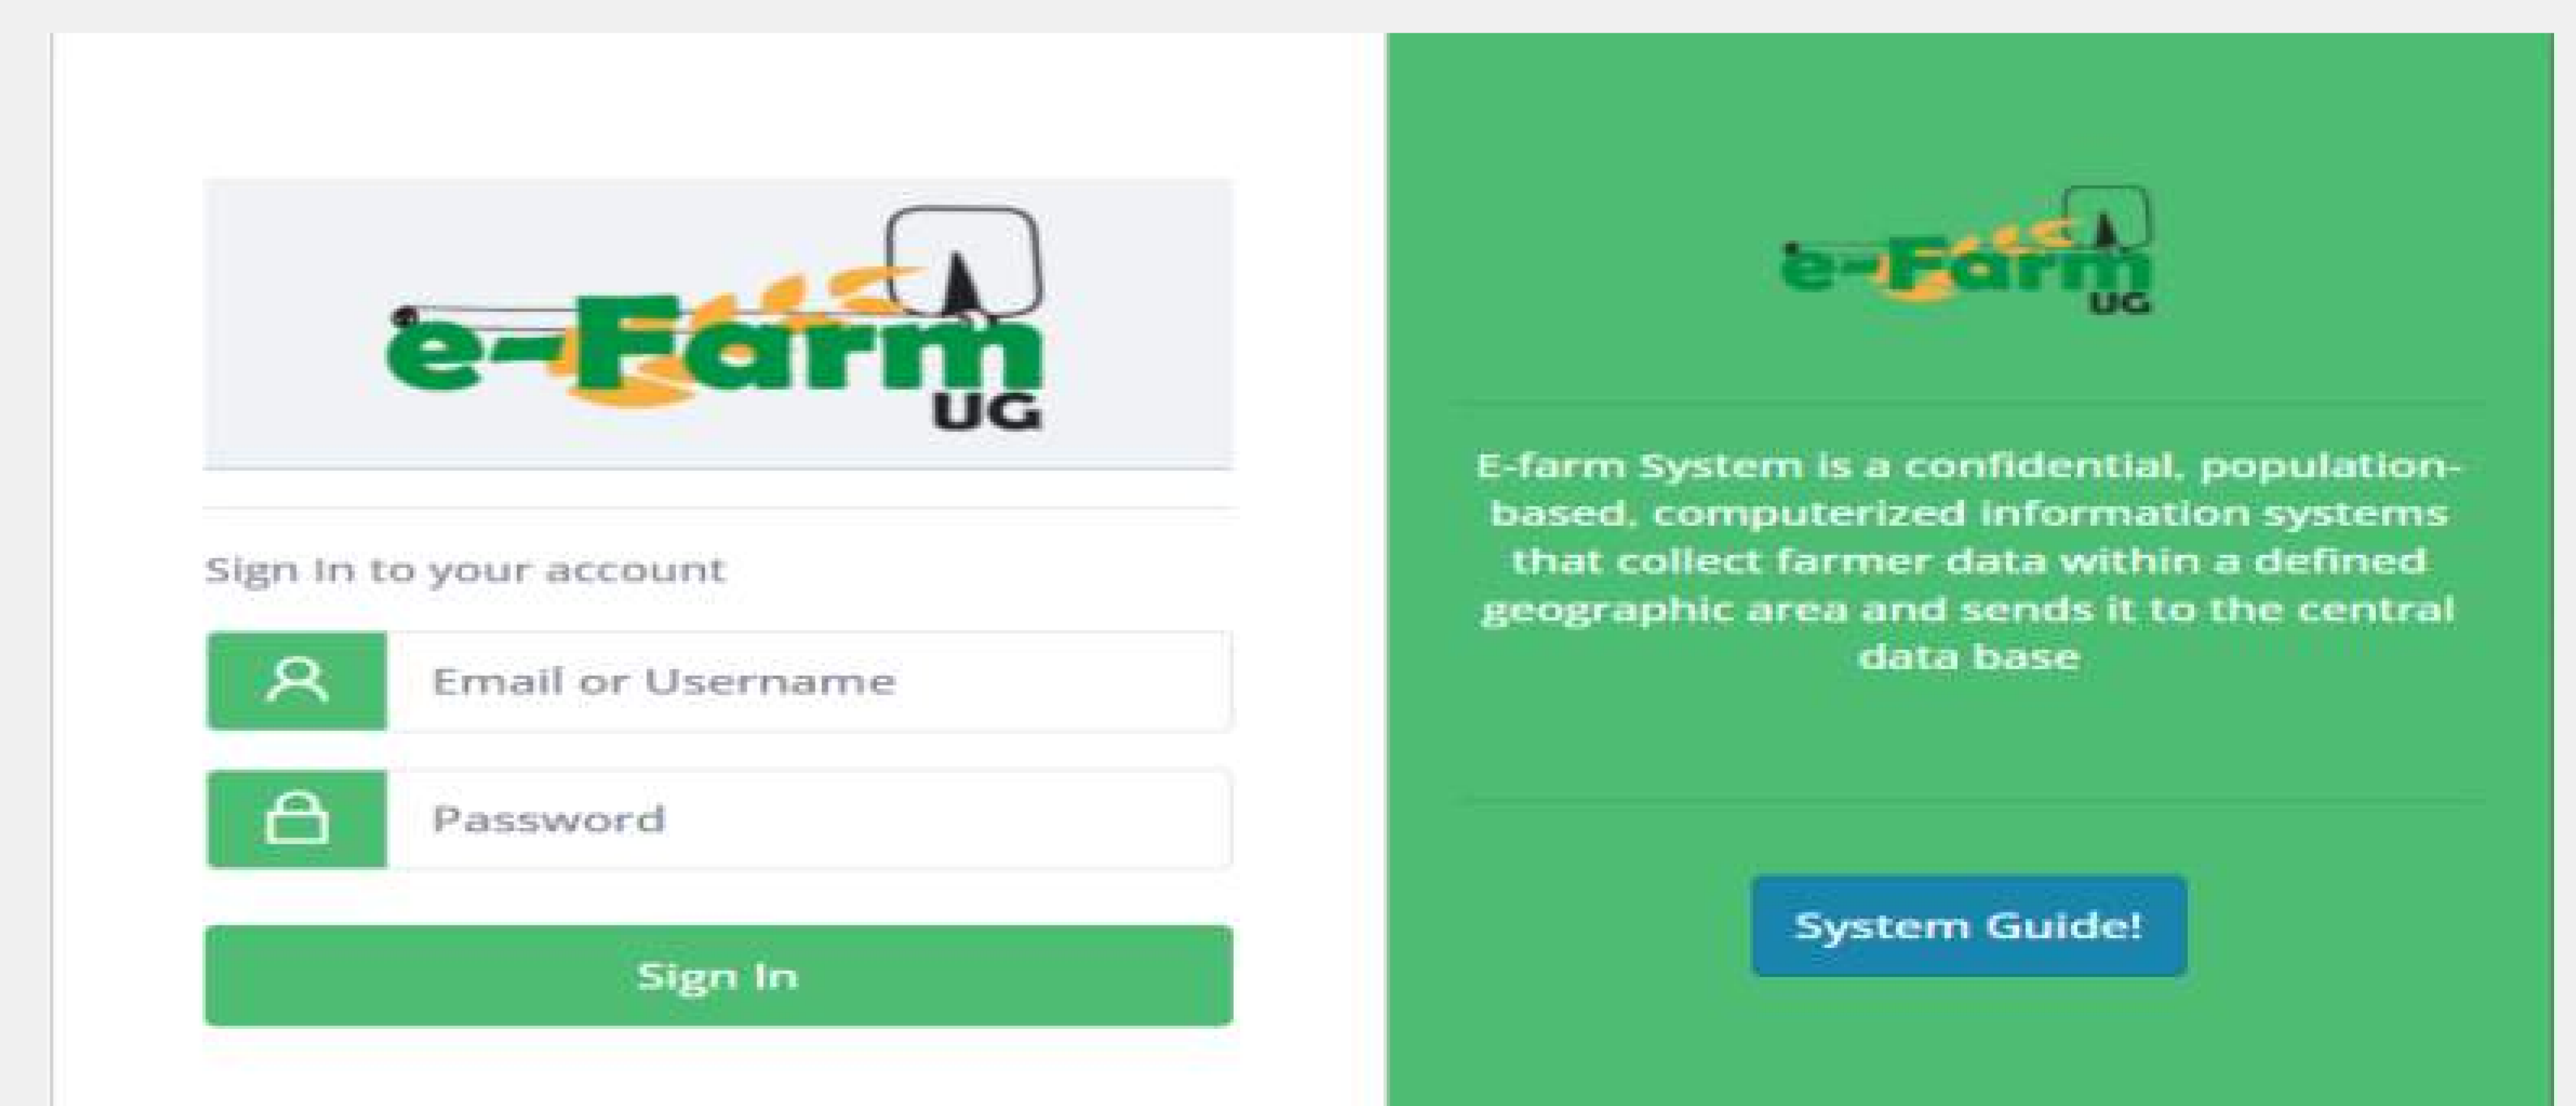 e-Farm
UG
Sign In to your account
Email or Username
Password
Sign In
e-Farm
UG
E-farm System is a confidential, population-
based, computerized information systems
that collect farmer data within a defined
geographic area and sends it to the central
data base
System Guide!